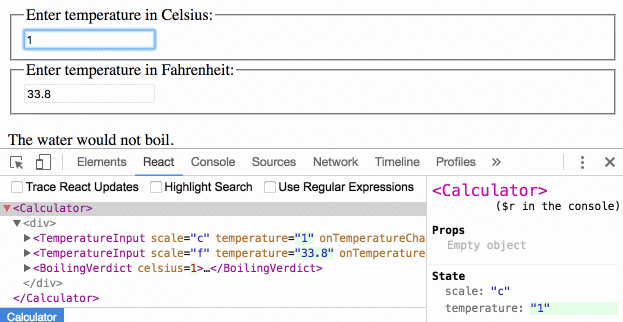 Enter temperature in Celsius:
1
Enter temperature in Fahrenheit:
33.8
The water would not boil.
Elements React Console Sources Network Timeline Profiles »
Trace React Updates Highlight Search Use Regular Expressions
<Calculator>
<div>
<TemperatureInput scale="c" temperature="1" onTemperatureCha
<TemperatureInput scale="f" temperature="33.8" onTemperature
<BoilingVerdict celsius=1>…</BoilingVerdict>
</div>
</Calculator>
Calculator
<Calculator>
($r in the console)
Props
Empty object
State
scale: "c"
temperature: "1"